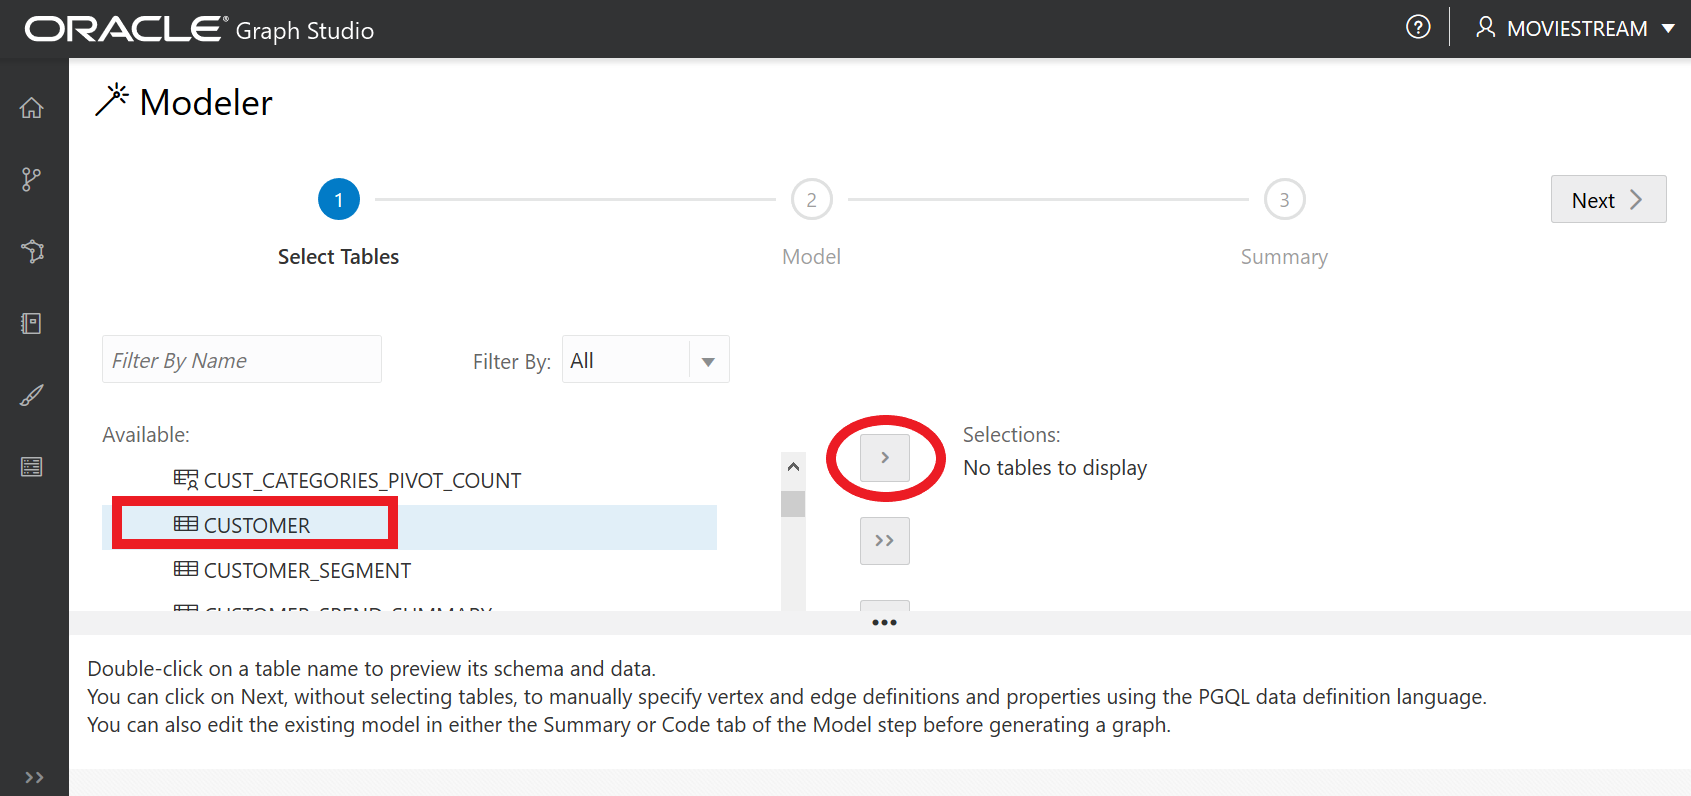 ORACLE® Graph Studio
? MOVIESTREAM
Modeler
1 2 3
Next
Select Tables Model Summary
Filter By Name Filter By: All
Available: Selections:
No tables to display
CUST_CATEGORIES_PIVOT_COUNT
CUSTOMER
CUSTOMER_SEGMENT
CUSTOMER_SPEND_SUMMARY
Double-click on a table name to preview its schema and data.
You can click on Next, without selecting tables, to manually specify vertex and edge definitions and properties using the PGQL data definition language.
You can also edit the existing model in either the Summary or Code tab of the Model step before generating a graph.